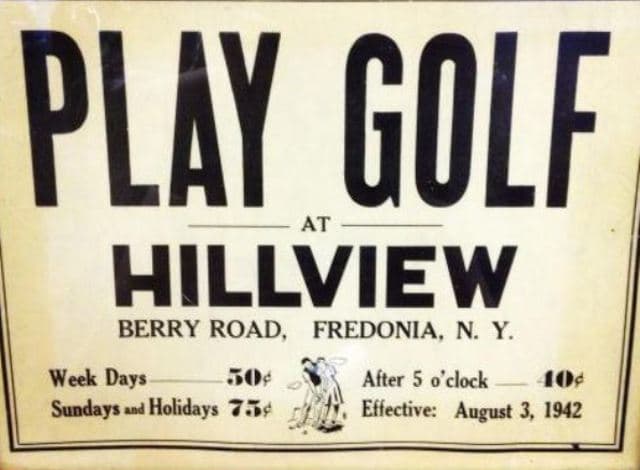 PLAY GOLF
AT
HILLVIEW
BERRY ROAD, FREDONIA, N. Y.
Week Days 50¢ After 5 o'clock 40¢
Sundays and Holidays 75¢ Effective: August 3, 1942